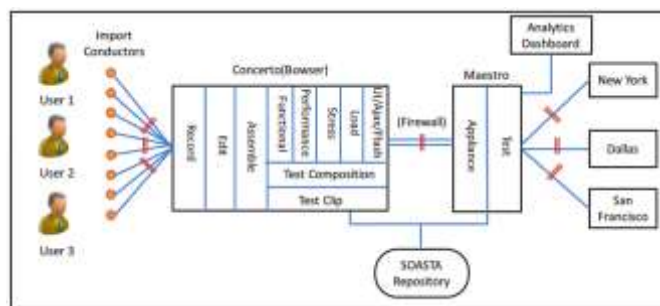 Analytics
Dashboard
Import
Conductors
Concerto(Bowser)
Maestro
New York
User 1
Record
Edit
Assemble
Functional
Performance
Stress
Load
UI/Ajax/Flash
(Firewall)
Appliance
Test
Dallas
User 2
Test Composition
Test Clip
San
Francisco
User 3
SOASTA
Repository